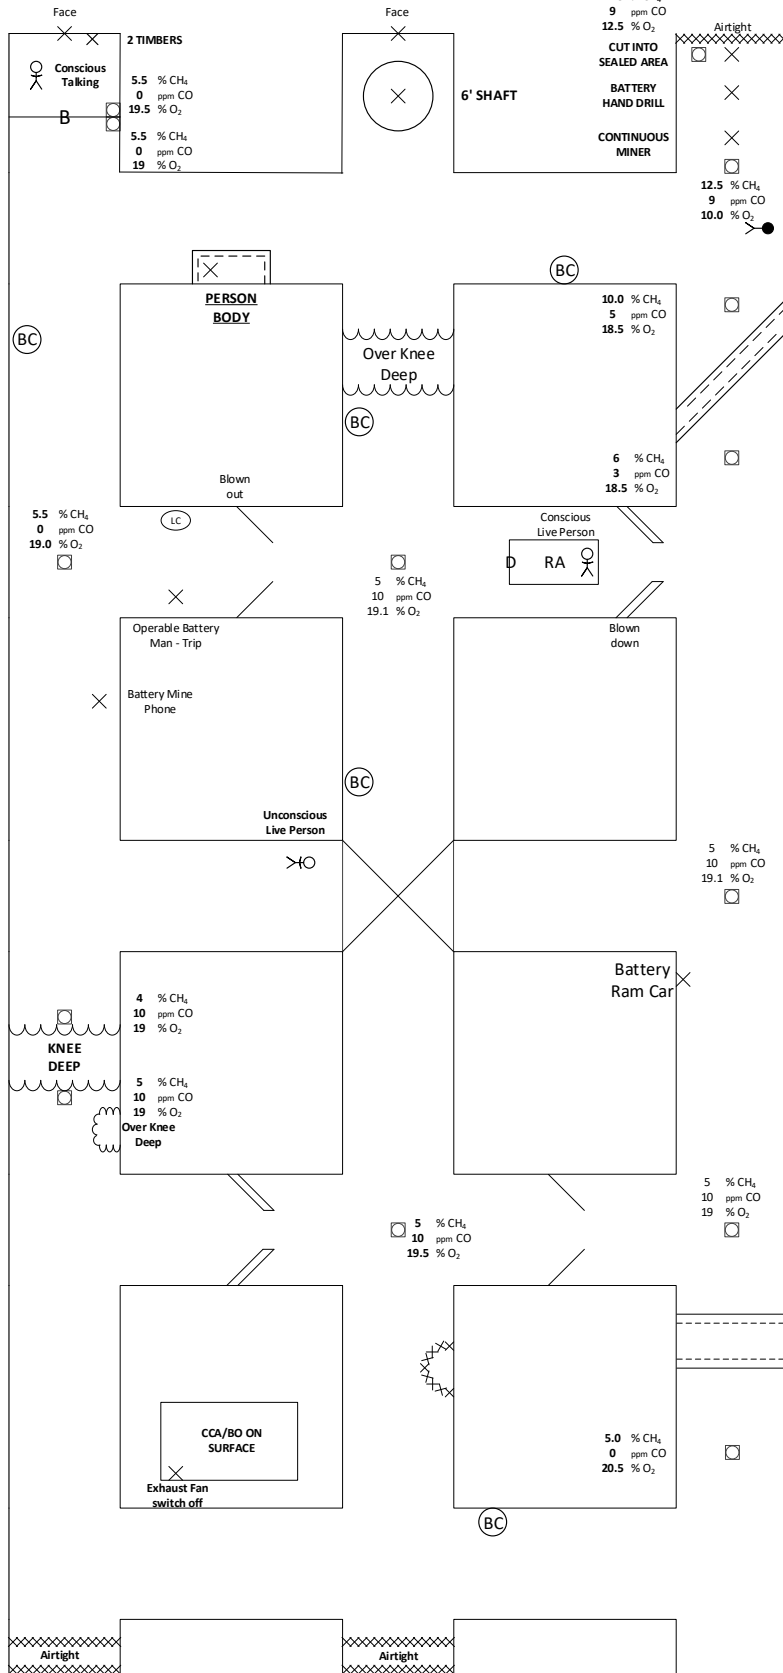 9 ppm CO
12.5 % O₂
Face
Face
Airtight
2 TIMBERS
Conscious
Talking
5.5 % CH₄
0 ppm CO
19.5 % O₂
B
5.5 % CH₄
0 ppm CO
19 % O₂
6' SHAFT
CUT INTO
SEALED AREA
BATTERY
HAND DRILL
CONTINUOUS
MINER
12.5 % CH₄
9 ppm CO
10.0 % O₂
PERSON
BODY
BC
BC
Over Knee
Deep
BC
10.0 % CH₄
5 ppm CO
18.5 % O₂
6 % CH₄
3 ppm CO
18.5 % O₂
Blown
out
LC
5.5 % CH₄
0 ppm CO
19.0 % O₂
Conscious
Live Person
D RA
5 % CH₄
10 ppm CO
19.1 % O₂
Operable Battery
Man - Trip
Blown
down
Battery Mine
Phone
BC
Unconscious
Live Person
5 % CH₄
10 ppm CO
19.1 % O₂
Battery
Ram Car
4 % CH₄
10 ppm CO
19 % O₂
KNEE
DEEP
5 % CH₄
10 ppm CO
19 % O₂
Over Knee
Deep
5 % CH₄
10 ppm CO
19 % O₂
5 % CH₄
10 ppm CO
19.5 % O₂
CCA/BO ON
SURFACE
Exhaust Fan
switch off
5.0 % CH₄
0 ppm CO
20.5 % O₂
BC
Airtight
Airtight